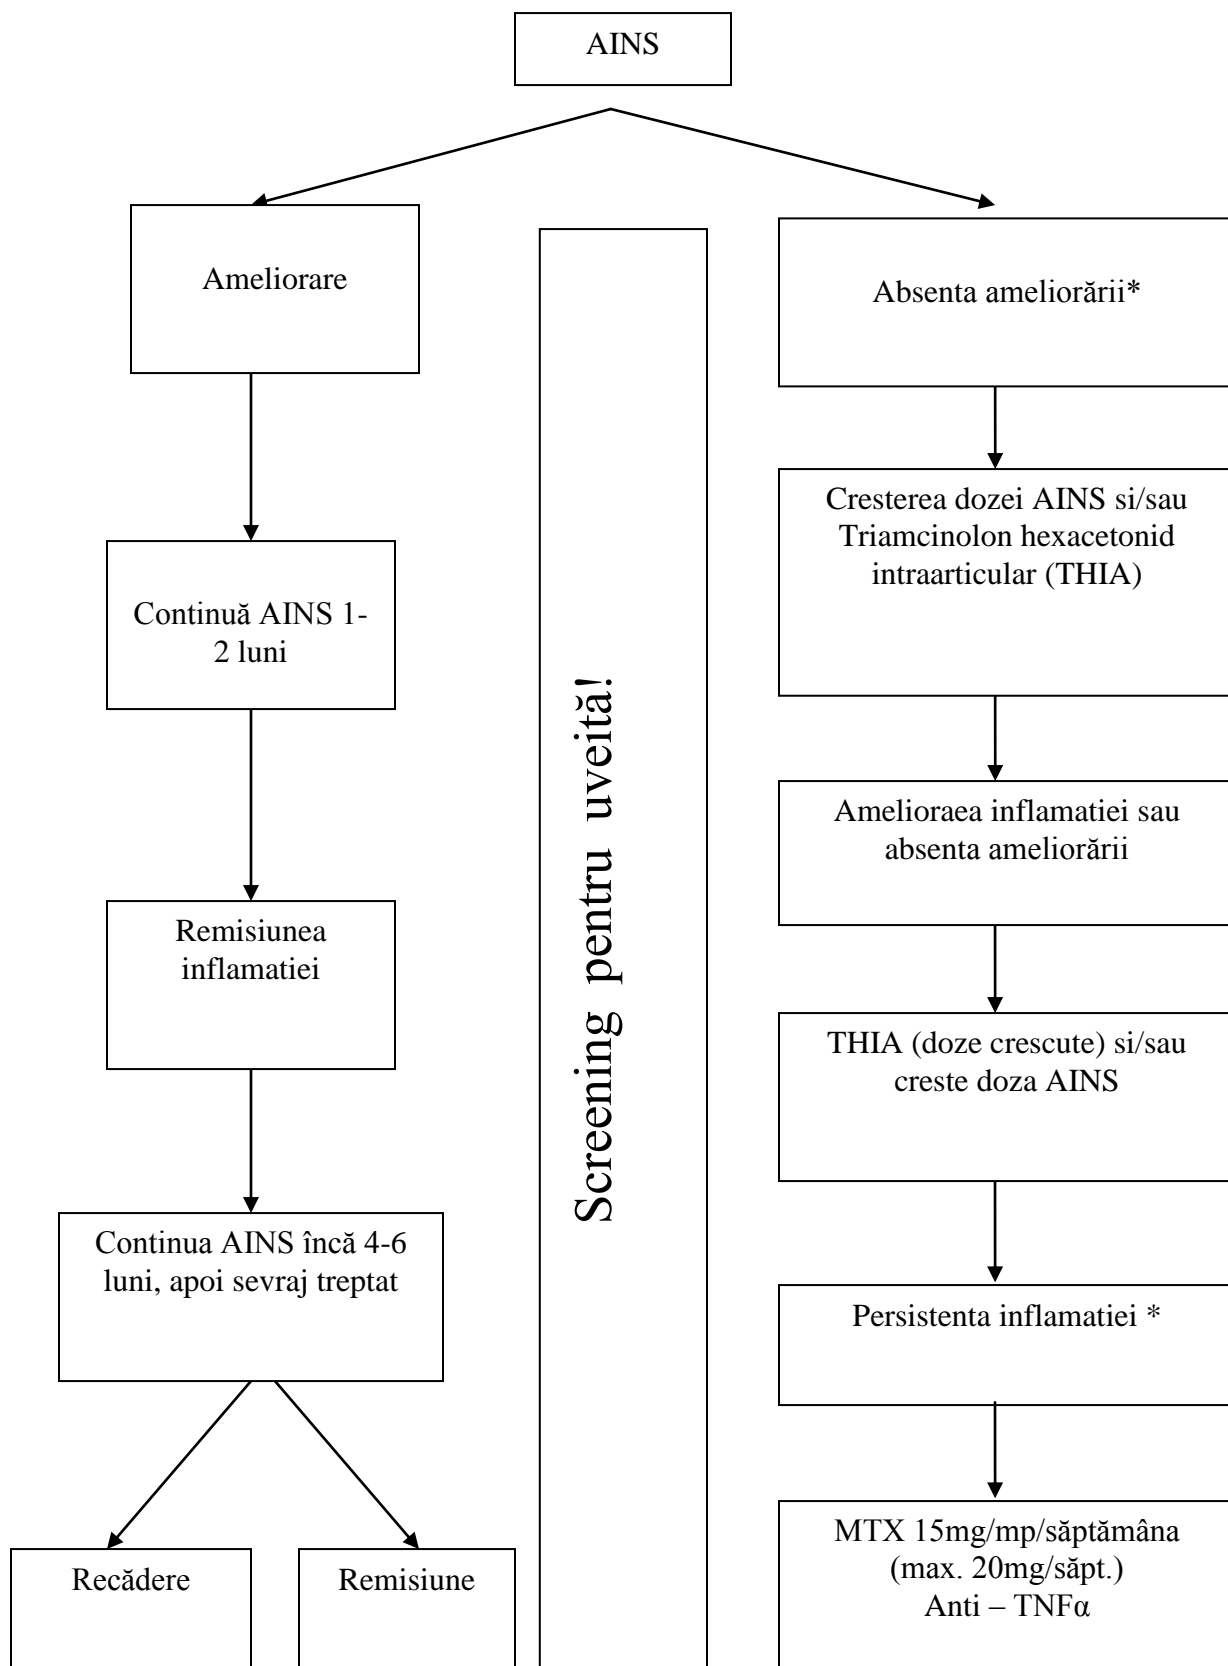 AINS
Ameliorare
Absenta ameliorării*
Cresterea dozei AINS si/sau
Triamcinolon hexacetonid
intraarticular (THIA)
Continuă AINS 1-
2 luni
Screening pentru uveită!
Amelioraea inflamatiei sau
absenta ameliorării
Remisiunea
inflamatiei
THIA (doze crescute) si/sau
creste doza AINS
Continua AINS încă 4-6
luni, apoi sevraj treptat
Persistenta inflamatiei *
Recădere
Remisiune
MTX 15mg/mp/săptămâna
(max. 20mg/săpt.)
Anti – TNFα